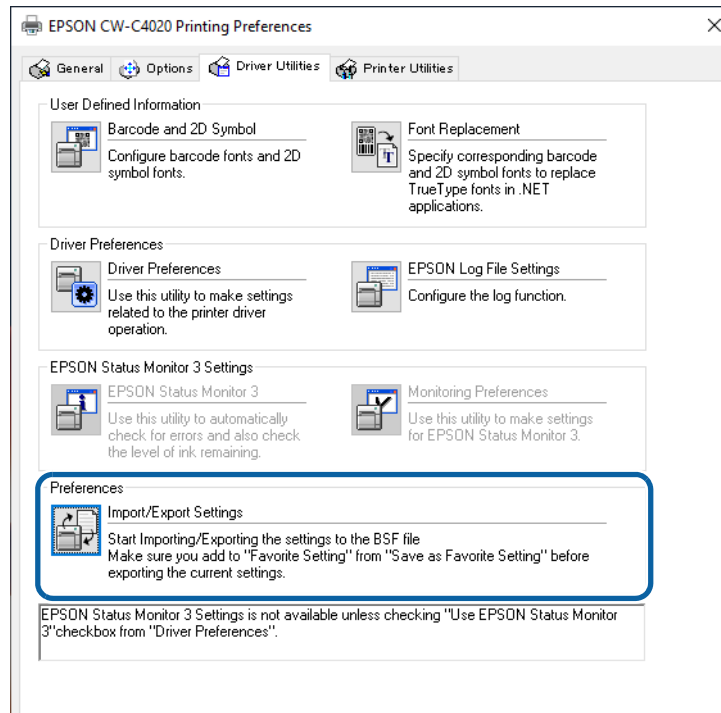 EPSON CW-C4020 Printing Preferences
General Options Driver Utilities Printer Utilities
User Defined Information
Barcode and 2D Symbol
Configure barcode fonts and 2D
symbol fonts.
Font Replacement
Specify corresponding barcode
and 2D symbol fonts to replace
TrueType fonts in .NET
applications.
Driver Preferences
Driver Preferences
Use this utility to make settings
related to the printer driver
operation.
EPSON Log File Settings
Configure the log function.
EPSON Status Monitor 3 Settings
EPSON Status Monitor 3
Use this utility to automatically
check for errors and also check
the level of ink remaining.
Monitoring Preferences
Use this utility to make settings
for EPSON Status Monitor 3.
Preferences
Import/Export Settings
Start Importing/Exporting the settings to the BSF file
Make sure you add to "Favorite Setting" from "Save as Favorite Setting" before
exporting the current settings.
EPSON Status Monitor 3 Settings is not available unless checking "Use EPSON Status Monitor
3"checkbox from "Driver Preferences".